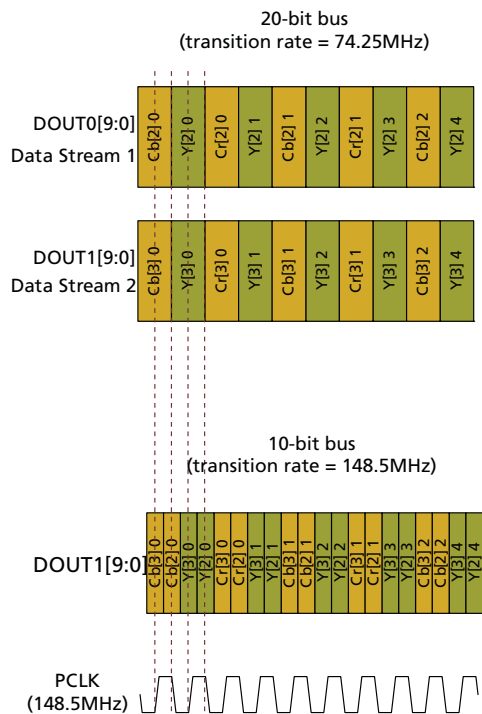 20-bit bus
(transition rate = 74.25MHz)
DOUT0[9:0]
Data Stream 1
Cb[2] 0
Y[2] 0
Cr[2] 0
Y[2] 1
Cb[2] 1
Y[2] 2
Cr[2] 1
Y[2] 3
Cb[2] 2
Y[2] 4
DOUT1[9:0]
Data Stream 2
Cb[3] 0
Y[3] 0
Cr[3] 0
Y[3] 1
Cb[3] 1
Y[3] 2
Cr[3] 1
Y[3] 3
Cb[3] 2
Y[3] 4
10-bit bus
(transition rate = 148.5MHz)
DOUT1[9:0]
Cb[3] 0
Cb[2] 0
Y[3] 0
Y[2] 0
Cr[3] 0
Cr[2] 0
Y[3] 1
Y[2] 1
Cb[3] 1
Cb[2] 1
Y[3] 2
Y[2] 2
Cr[3] 1
Cr[2] 1
Y[3] 3
Y[2] 3
Cb[3] 2
Cb[2] 2
Y[3] 4
Y[2] 4
PCLK
(148.5MHz)